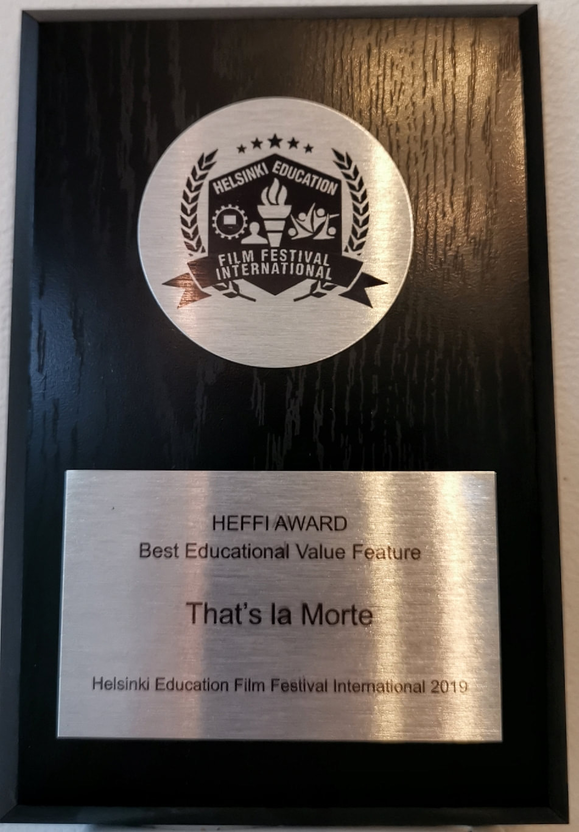 HELSINKI EDUCATION
FILM FESTIVAL
INTERNATIONAL
HEFFI AWARD
Best Educational Value Feature
That's la Morte
Helsinki Education Film Festival International 2019